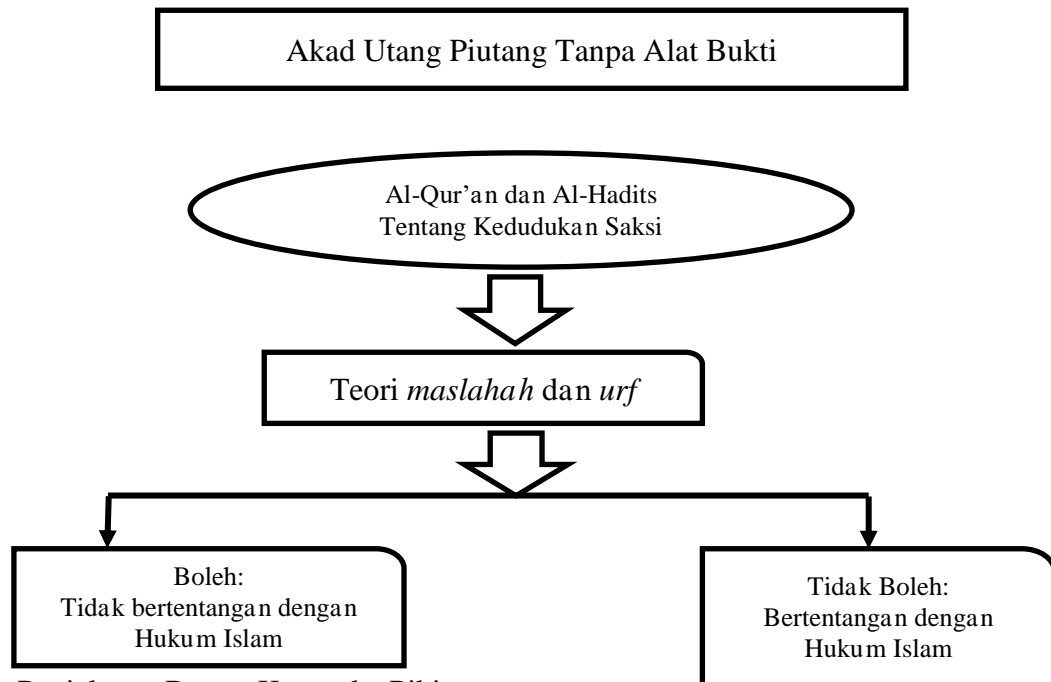 Akad Utang Piutang Tanpa Alat Bukti
Al-Qur’an dan Al-Hadits
Tentang Kedudukan Saksi
Teori maslahah dan urf
Boleh:
Tidak bertentangan dengan
Hukum Islam
Tidak Boleh:
Bertentangan dengan
Hukum Islam